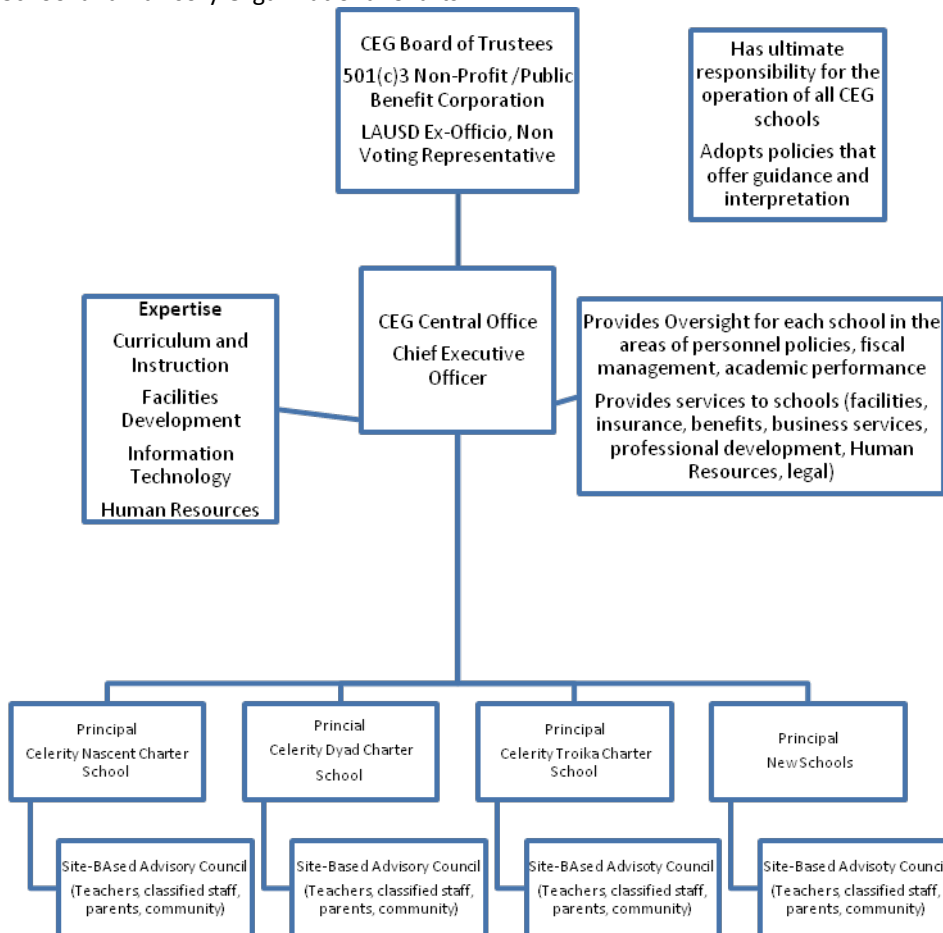 CEG Board of Trustees
501(c)3 Non-Profit /Public
Benefit Corporation
LAUSD Ex-Officio, Non
Voting Representative
Has ultimate
responsibility for the
operation of all CEG
schools
Adopts policies that
offer guidance and
interpretation
Expertise
Curriculum and
Instruction
Facilities
Development
Information
Technology
Human Resources
CEG Central Office
Chief Executive
Officer
Provides Oversight for each school in the
areas of personnel policies, fiscal
management, academic performance
Provides services to schools (facilities,
insurance, benefits, business services,
professional development, Human
Resources, legal)
Principal
Celerity Nascent Charter
School
Princial
Celerity Dyad Charter
School
Principal
Celerity Troika Charter
School
Principal
New Schools
Site-BAsed Advisory Council
(Teachers, classified staff,
parents, community)
Site-Based Advisory Council
(Teachers, classified staff,
parents, community)
Site-BAsed Advisoty Council
(Teachers, classified staff,
parents, community)
Site-Based Advisoty Council
(Teachers, classified staff,
parents, community)